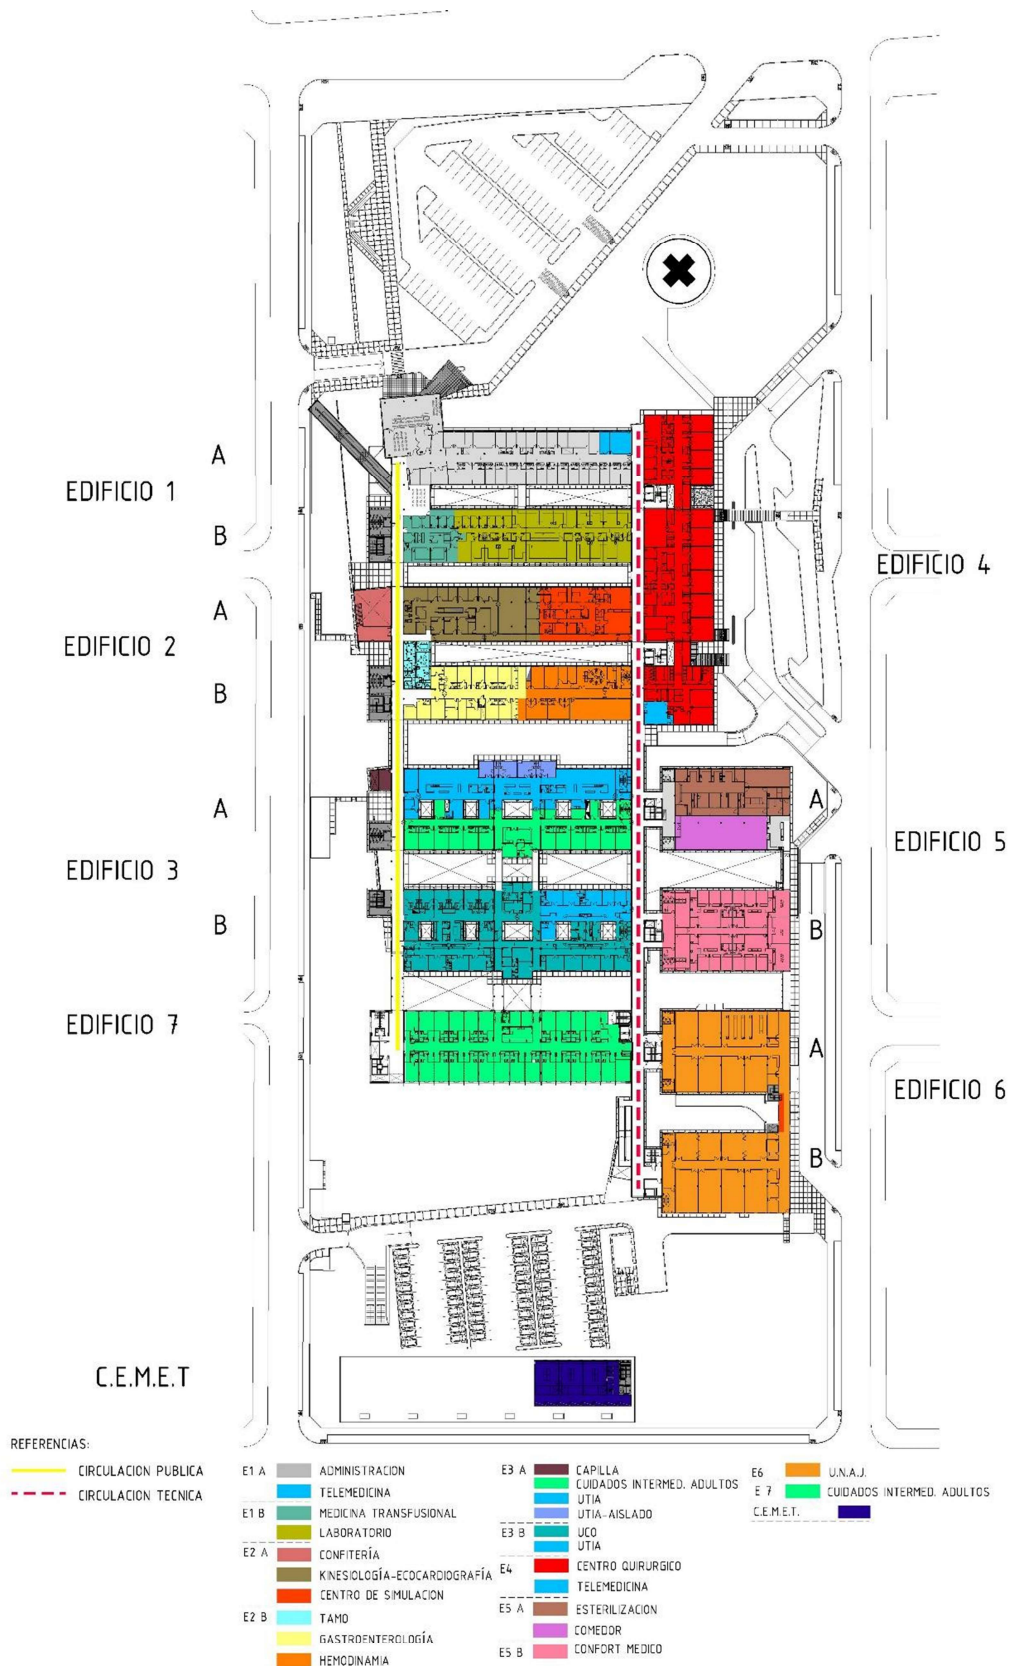 A
EDIFICIO 1
B
EDIFICIO 4
A
EDIFICIO 2
B
A
A
EDIFICIO 5
EDIFICIO 3
B
B
EDIFICIO 7
A
EDIFICIO 6
B
C.E.M.E.T
REFERENCIAS:
CIRCULACION PUBLICA
CIRCULACION TECNICA
E1 A
ADMINISTRACION
TELEMEDICINA
E1 B
MEDICINA TRANSFUSIONAL
LABORATORIO
E2 A
CONFITERÍA
KINESIOLOGÍA-ECOCARDIOGRAFÍA
CENTRO DE SIMULACION
E2 B
TAMO
GASTROENTEROLOGÍA
HEMODINAMIA
E3 A
CAPILLA
CUIDADOS INTERMED. ADULTOS
UTIA
UTIA-AISLADO
E3 B
UCO
UTIA
E4
CENTRO QUIRURGICO
TELEMEDICINA
E5 A
ESTERILIZACION
COMEDOR
E5 B
CONFORT MEDICO
E6
U.N.A.J.
E 7
CUIDADOS INTERMED. ADULTOS
C.E.M.E.T.